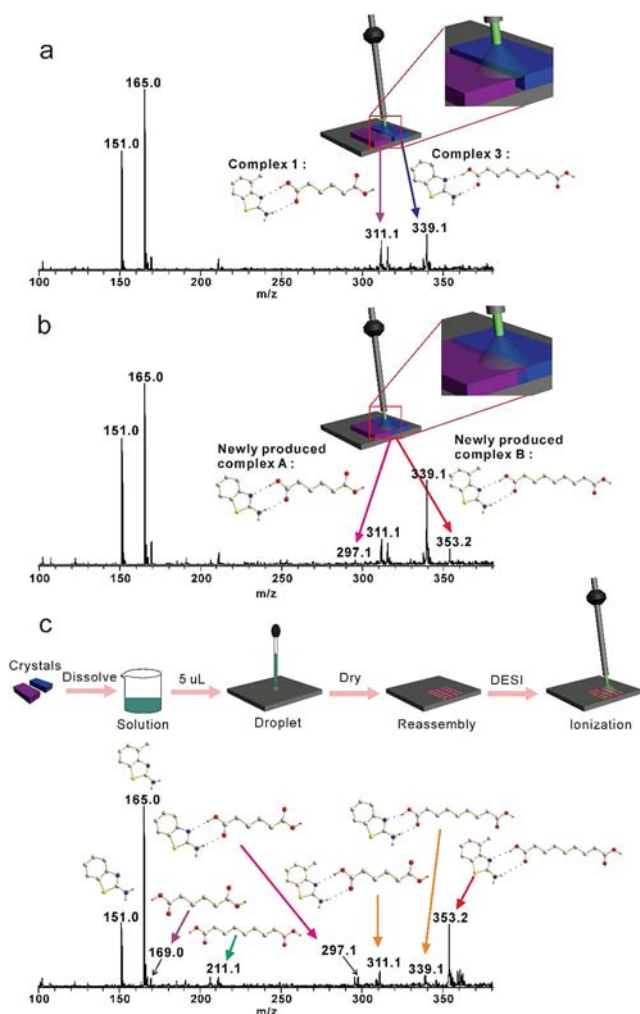 a
165.0
151.0
Complex 1 :
Complex 3 :
311.1
339.1
100 150 200 250 300 350
m/z
b
165.0
151.0
Newly produced
complex A :
Newly produced
complex B :
339.1
311.1
297.1
353.2
100 150 200 250 300 350
m/z
c
Crystals
Dissolve
Solution
5 uL
Droplet
Dry
Reassembly
DESI
Ionization
165.0
151.0
169.0
211.1
297.1
311.1
339.1
353.2
100 150 200 250 300 350
m/z